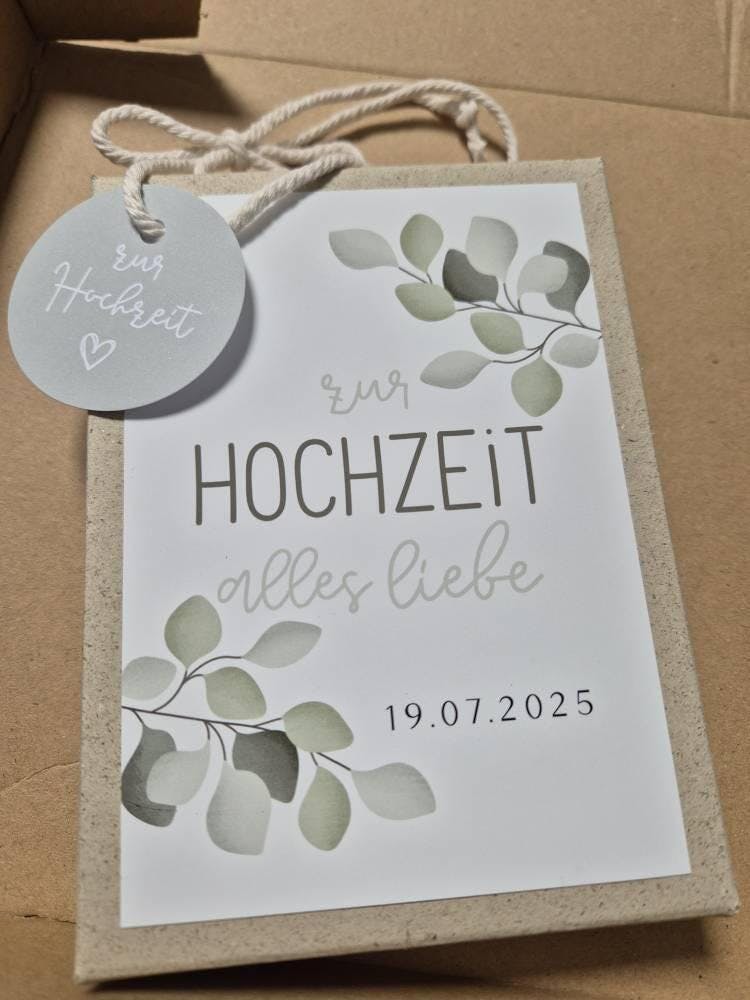 zur
Hochzeit
zur
HOCHZEiT
alles liebe
19.07.2025